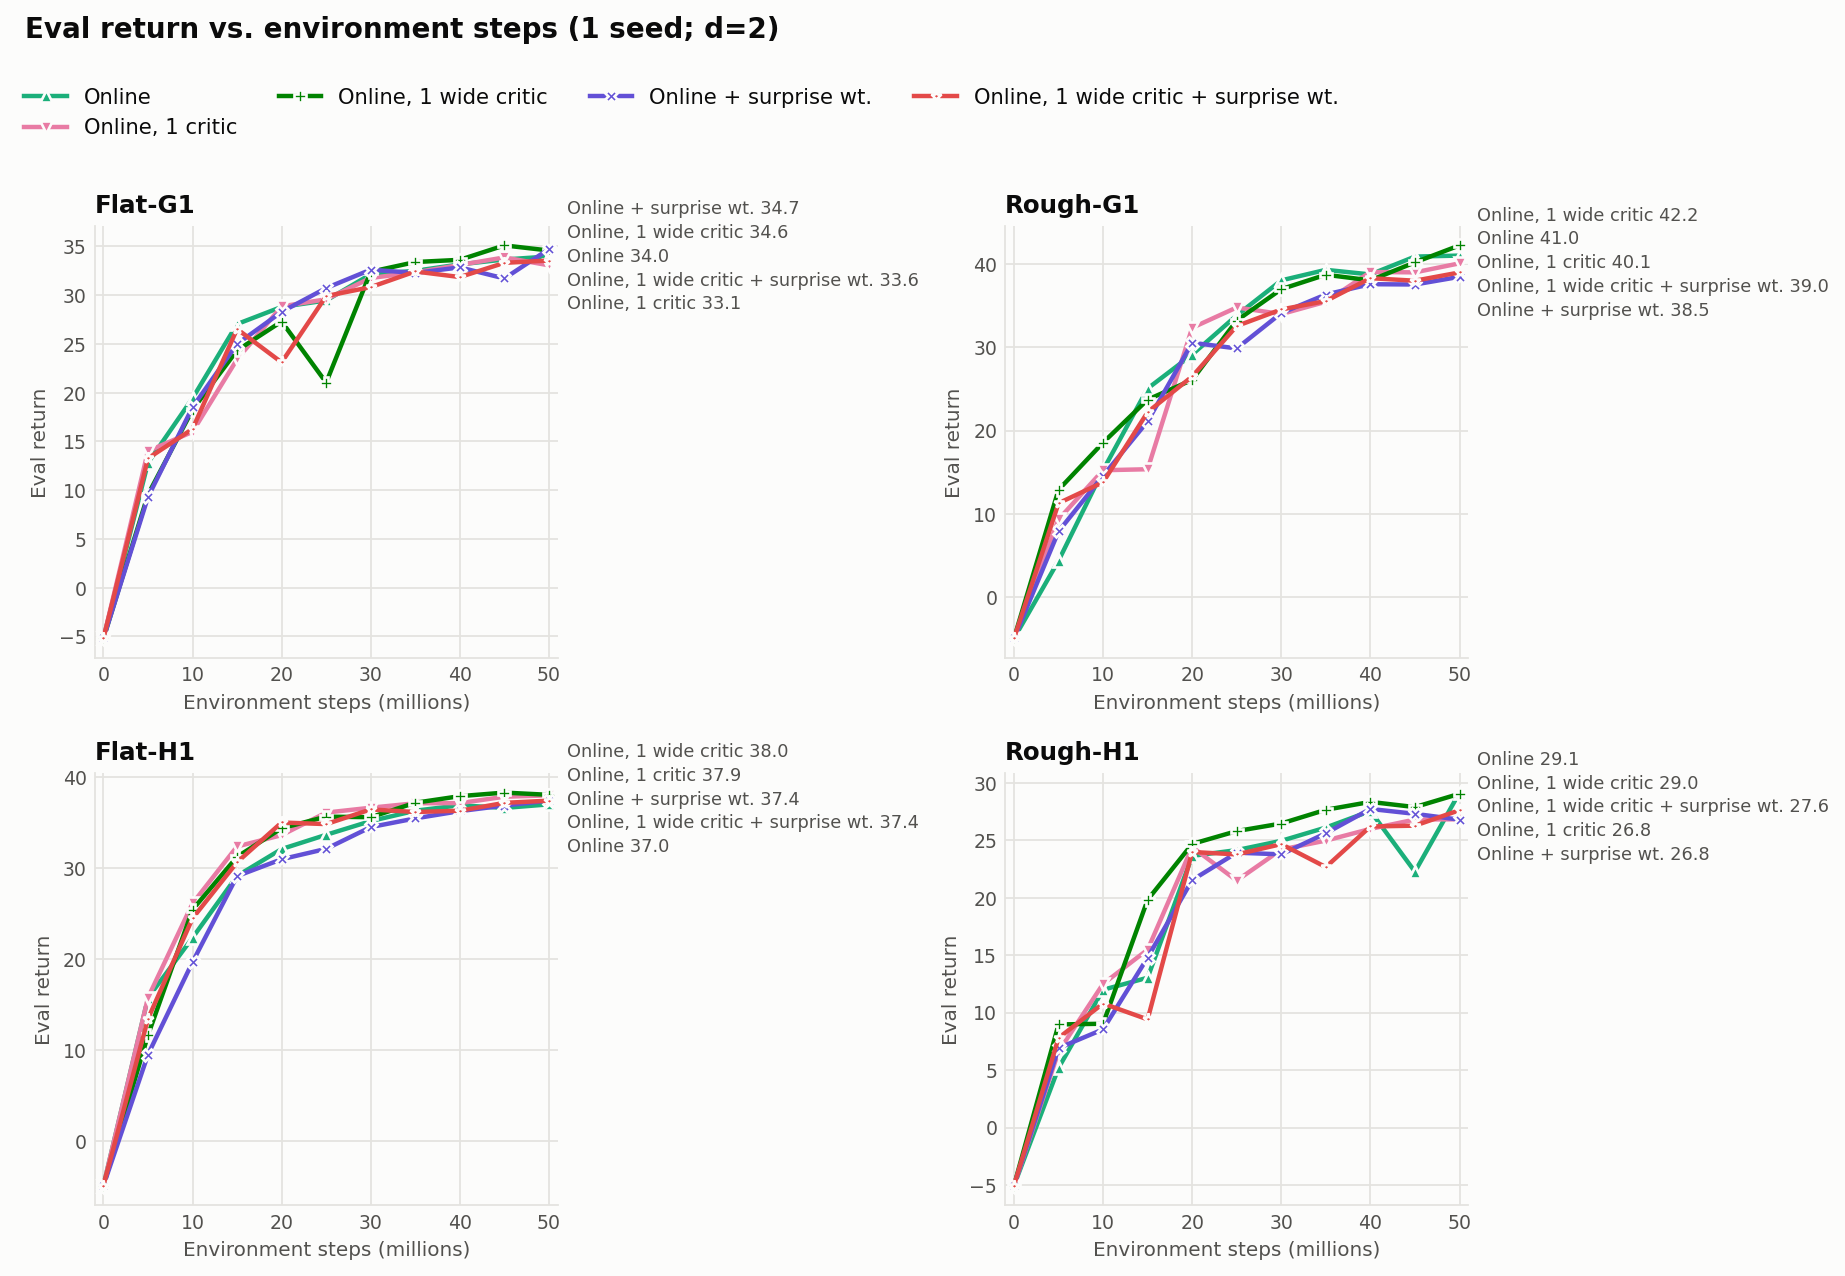 Eval return vs. environment steps (1 seed; d=2)
Online
Online, 1 wide critic
Online + surprise wt.
Online, 1 wide critic + surprise wt.
Online, 1 critic
Flat-G1
Online + surprise wt. 34.7
Online, 1 wide critic 34.6
Online 34.0
Online, 1 wide critic + surprise wt. 33.6
Online, 1 critic 33.1
Eval return
35
30
25
20
15
10
5
0
−5
0 10 20 30 40 50
Environment steps (millions)
Rough-G1
Online, 1 wide critic 42.2
Online 41.0
Online, 1 critic 40.1
Online, 1 wide critic + surprise wt. 39.0
Online + surprise wt. 38.5
Eval return
40
30
20
10
0
0 10 20 30 40 50
Environment steps (millions)
Flat-H1
Online, 1 wide critic 38.0
Online, 1 critic 37.9
Online + surprise wt. 37.4
Online, 1 wide critic + surprise wt. 37.4
Online 37.0
Eval return
40
30
20
10
0
0 10 20 30 40 50
Environment steps (millions)
Rough-H1
Online 29.1
Online, 1 wide critic 29.0
Online, 1 wide critic + surprise wt. 27.6
Online, 1 critic 26.8
Online + surprise wt. 26.8
Eval return
30
25
20
15
10
5
0
−5
0 10 20 30 40 50
Environment steps (millions)